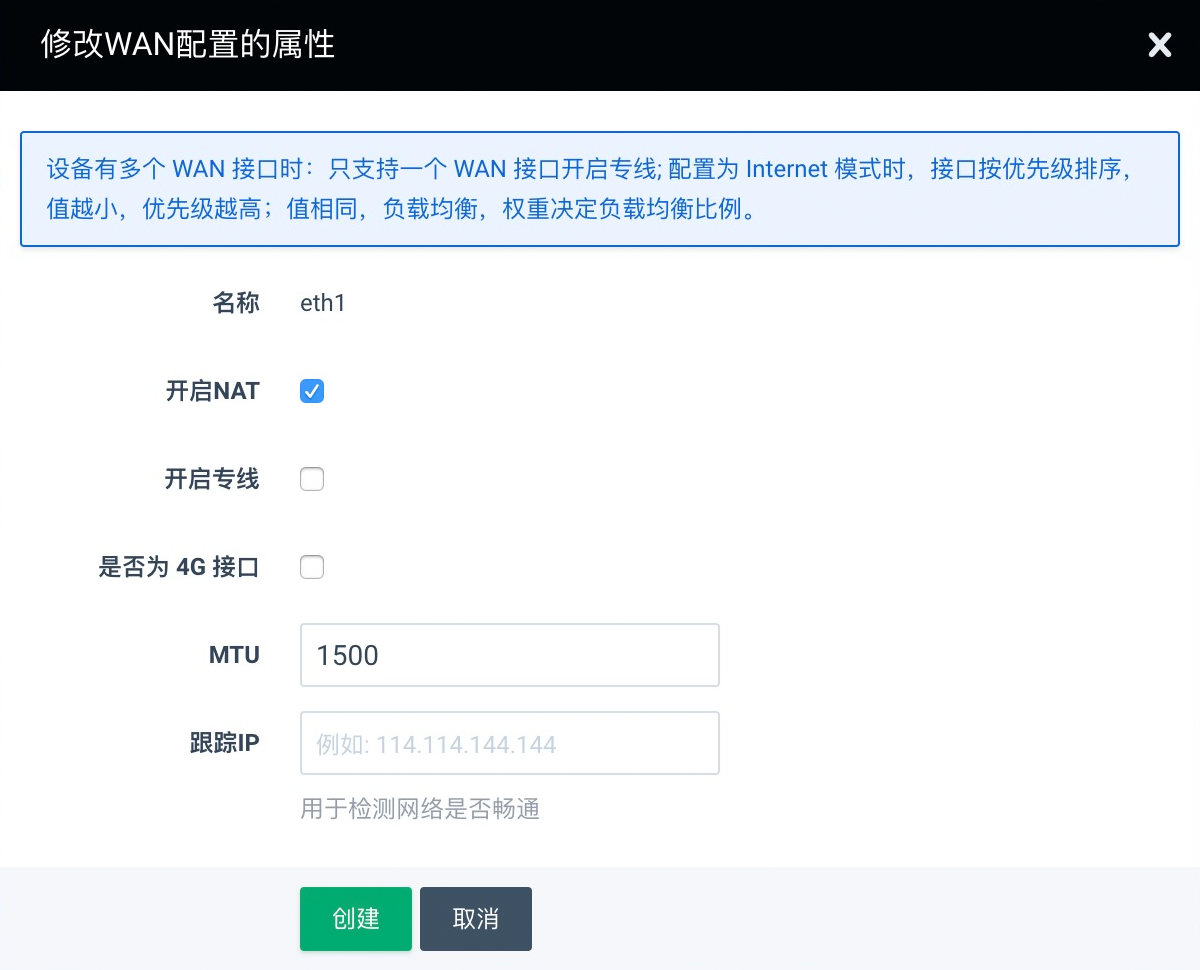 修改WAN配置的属性
设备有多个 WAN 接口时：只支持一个 WAN 接口开启专线; 配置为 Internet 模式时，接口按优先级排序，
值越小，优先级越高；值相同，负载均衡，权重决定负载均衡比例。
名称 eth1
开启NAT
开启专线
是否为 4G 接口
MTU 1500
跟踪IP 例如: 114.114.144.144
用于检测网络是否畅通
创建 取消